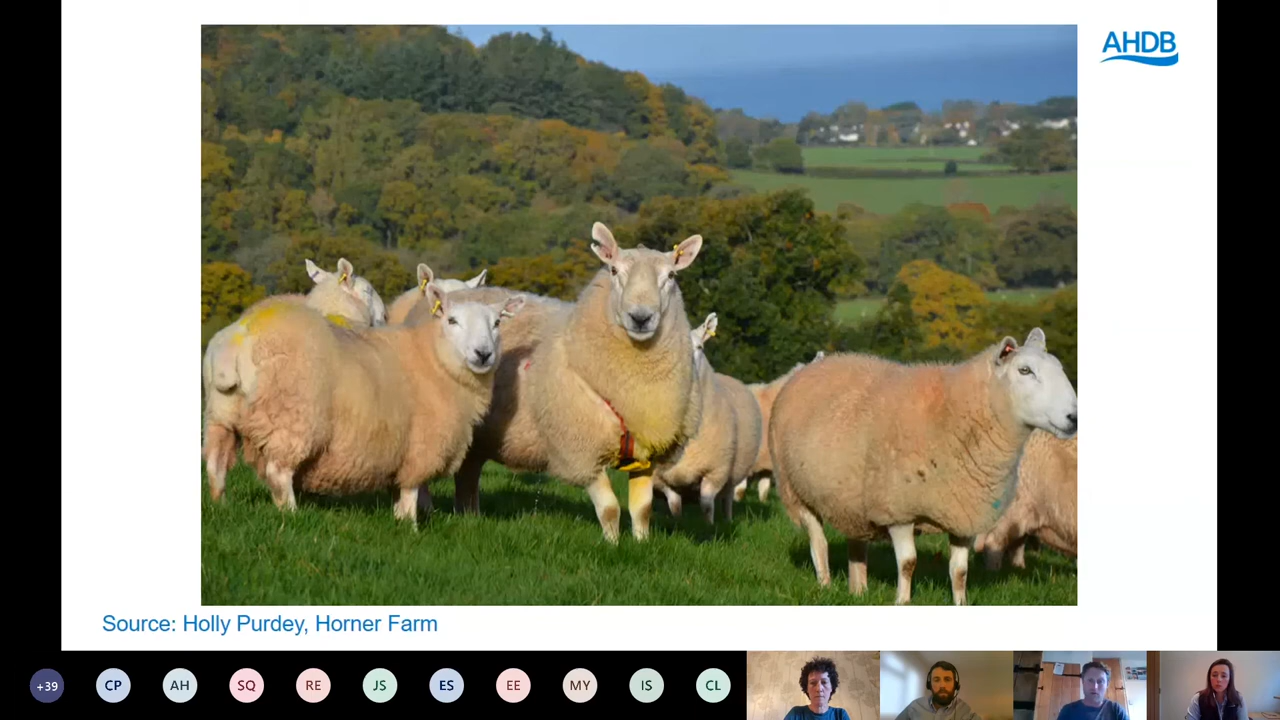 AHDB
Source: Holly Purdey, Horner Farm
+39
CP
AH
SQ
RE
JS
ES
EE
MY
IS
CL